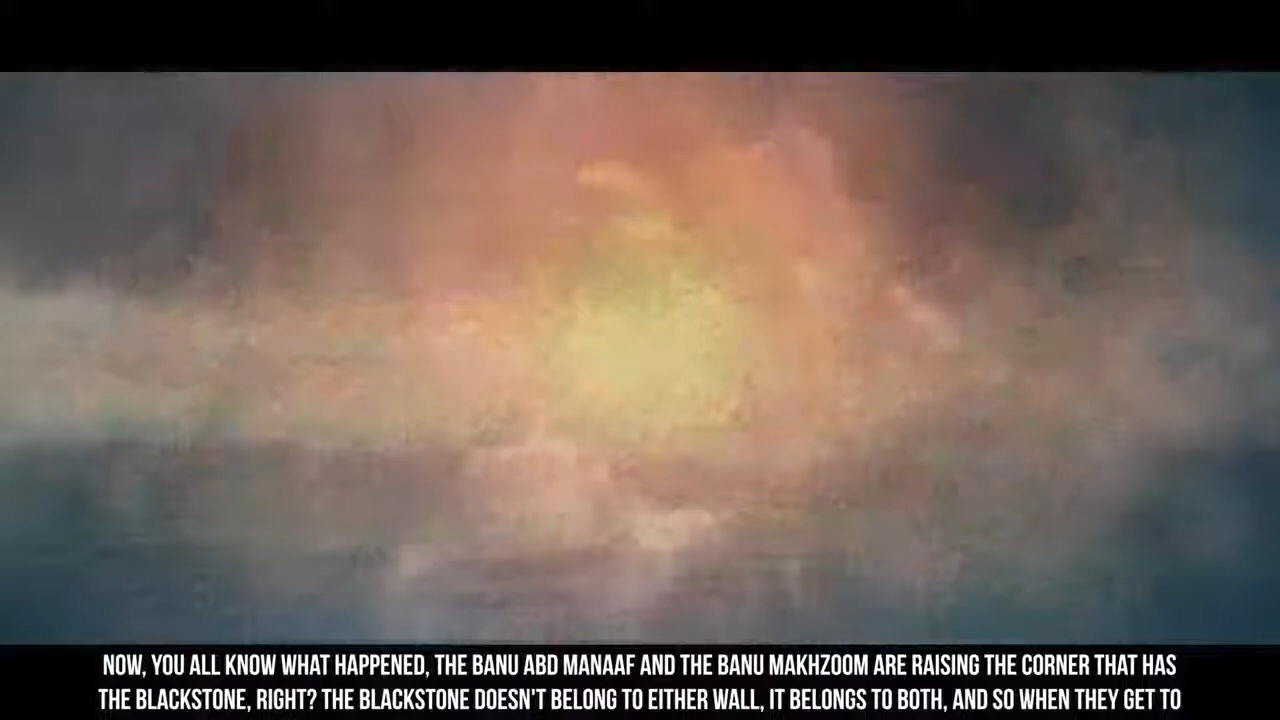 NOW, YOU ALL KNOW WHAT HAPPENED, THE BANU ABD MANAAF AND THE BANU MAKHZOOM ARE RAISING THE CORNER THAT HAS
THE BLACKSTONE, RIGHT? THE BLACKSTONE DOESN'T BELONG TO EITHER WALL, IT BELONGS TO BOTH, AND SO WHEN THEY GET TO